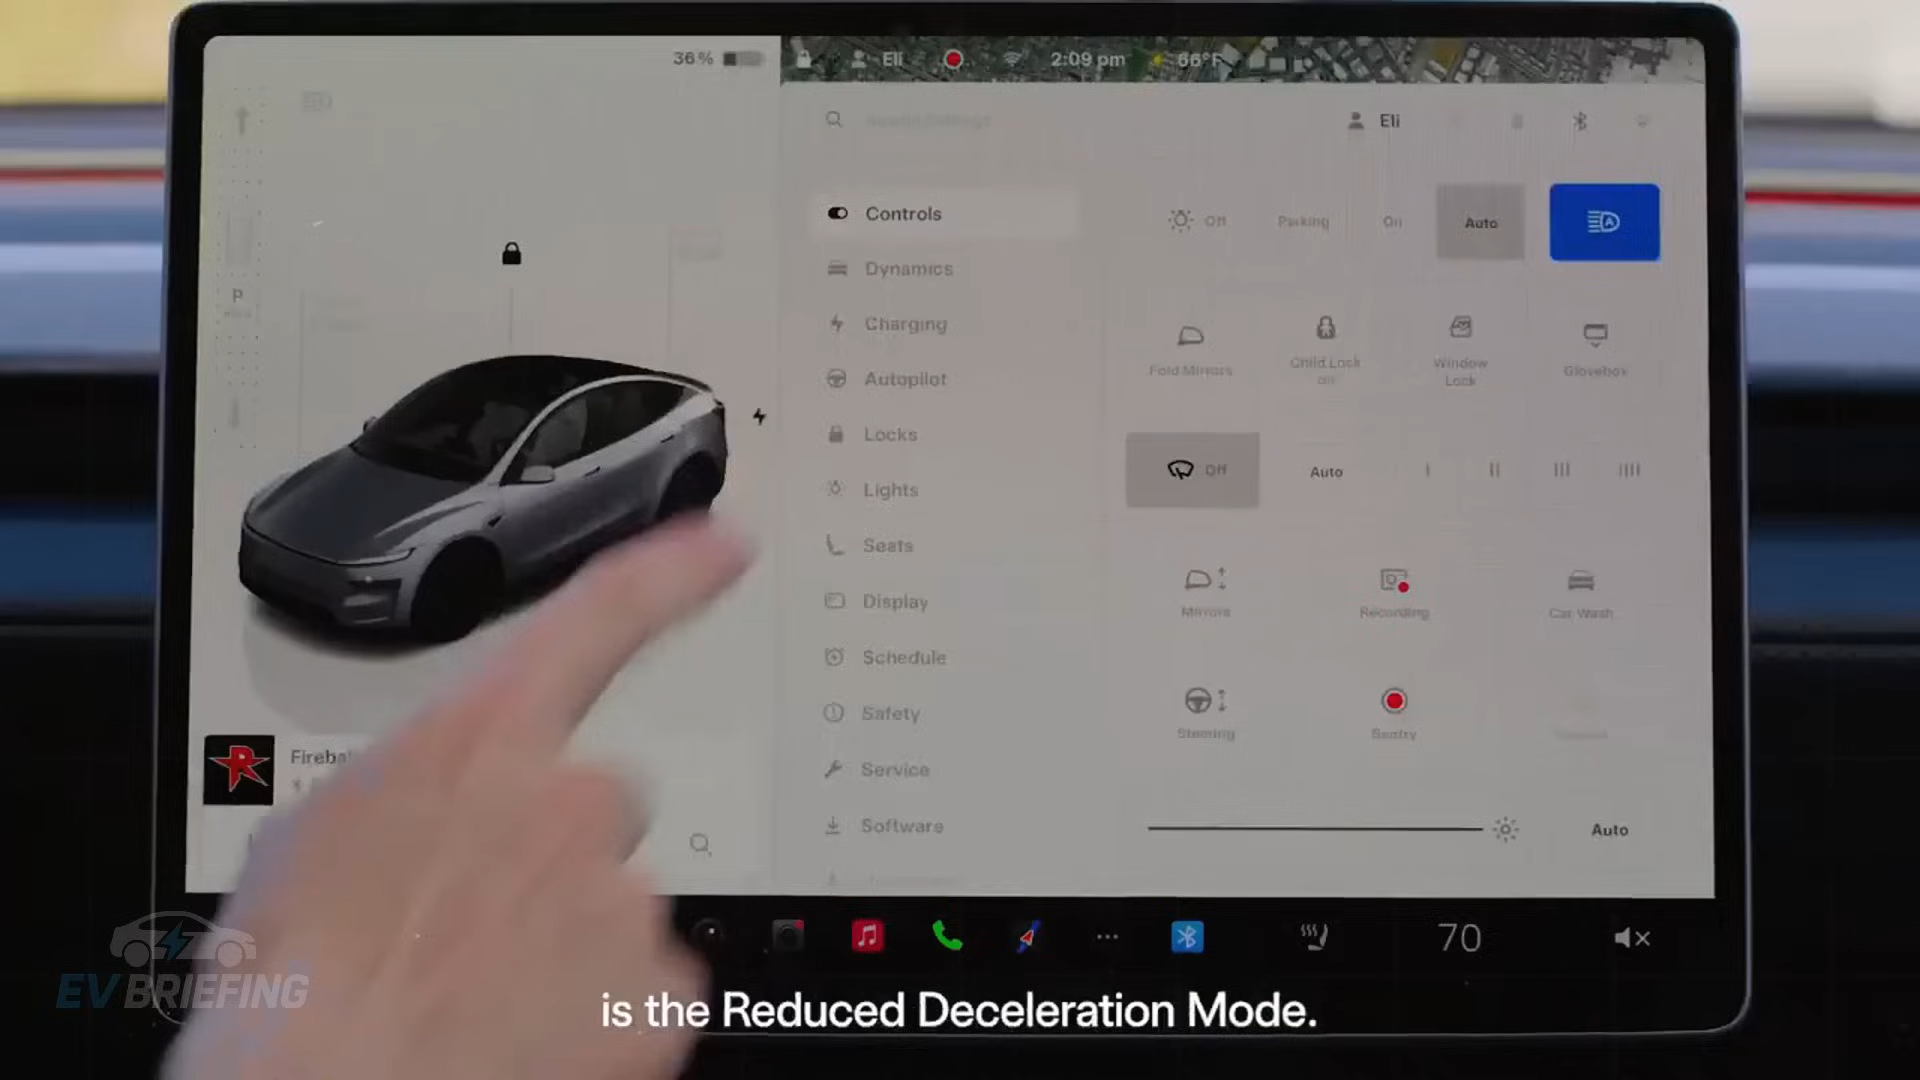 36%
Eli
2:09 pm
66°F
Eli
Controls
Off
Parking
On
Auto
Dynamics
P
Charging
Fold Mirrors
Child Lock
Window
Lock
Glovebox
Autopilot
Locks
Off
Auto
Lights
Seats
Display
Mirrors
Recording
Car Wash
Schedule
Safety
Steering
Sentry
Service
Software
Auto
70
EV BRIEFING
is the Reduced Deceleration Mode.